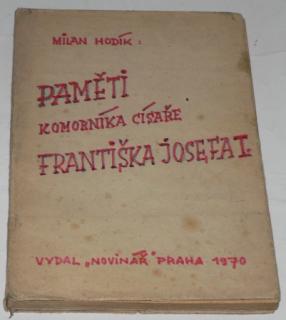 MILAN HODÍK:
PAMĚTI
KOMORNÍKA CÍSAŘE
FRANTIŠKA JOSEFA I.
VYDAL „NOVINÁŘ" PRAHA 1970